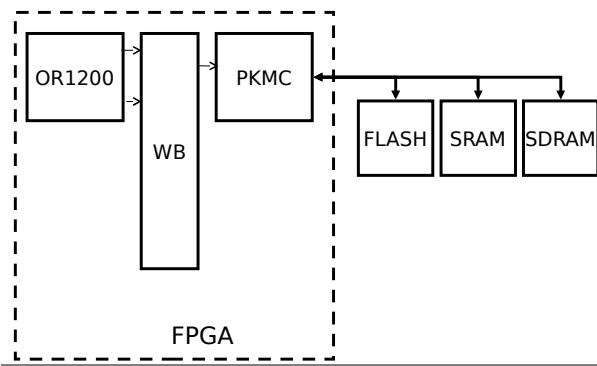 OR1200
WB
PKMC
FLASH
SRAM
SDRAM
FPGA